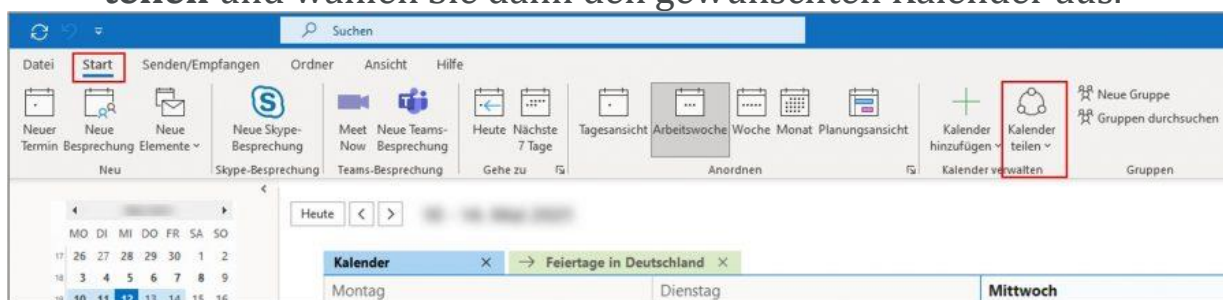 teilen und wählen Sie dann den gewünschten Kalender aus.
Suchen
Datei Start Senden/Empfangen Ordner Ansicht Hilfe
Neuer Termin
Neue Besprechung
Neue Elemente
Neu
Neue Skype-Besprechung
Skype-Besprechung
Meet Now
Neue Teams-Besprechung
Teams-Besprechung
Heute
Nächste 7 Tage
Gehe zu
Tagesansicht Arbeitswoche Woche Monat Planungsansicht
Anordnen
Kalender hinzufügen
Kalender teilen
Kalender verwalten
Neue Gruppe
Gruppen durchsuchen
Gruppen
Heute
MO DI MI DO FR SA SO
17 26 27 28 29 30 1 2
18 3 4 5 6 7 8 9
19 10 11 12 13 14 15 16
Kalender
Feiertage in Deutschland
Montag Dienstag Mittwoch